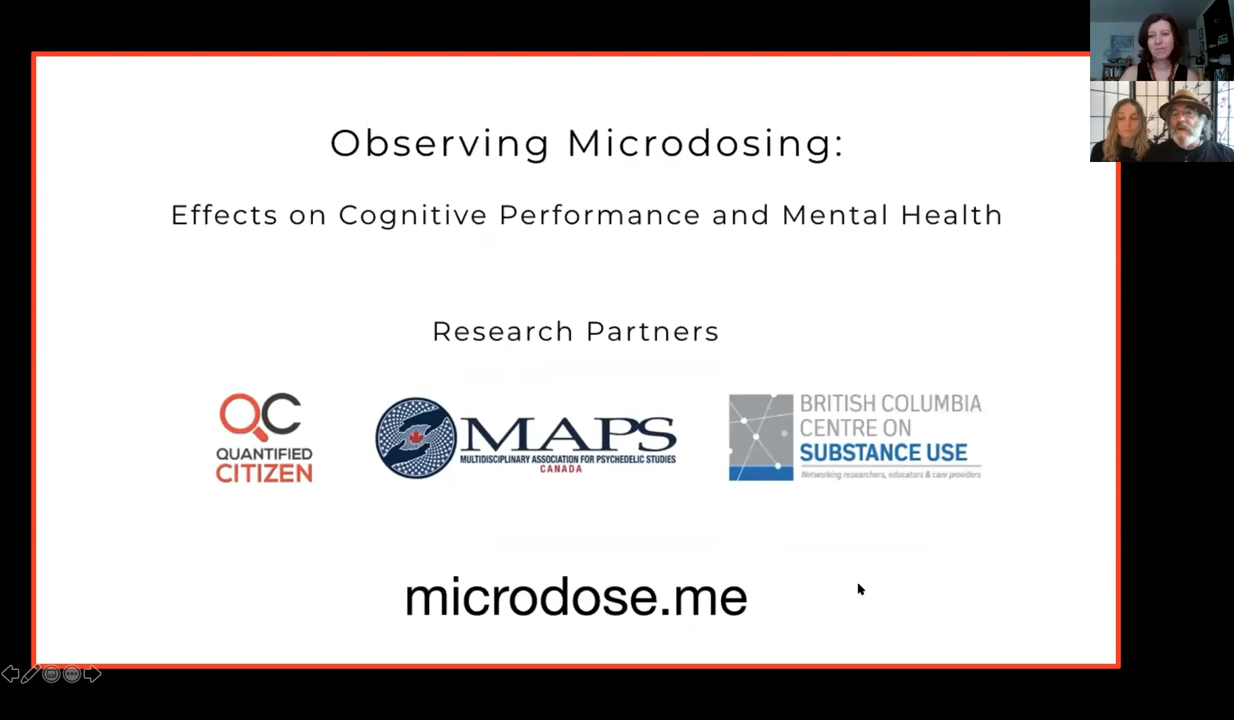 Observing Microdosing:
Effects on Cognitive Performance and Mental Health
Research Partners
QC
QUANTIFIED
CITIZEN
MAPS
MULTIDISCIPLINARY ASSOCIATION FOR PSYCHEDELIC STUDIES
CANADA
BRITISH COLUMBIA
CENTRE ON
SUBSTANCE USE
Networking researchers, educators & care providers
microdose.me